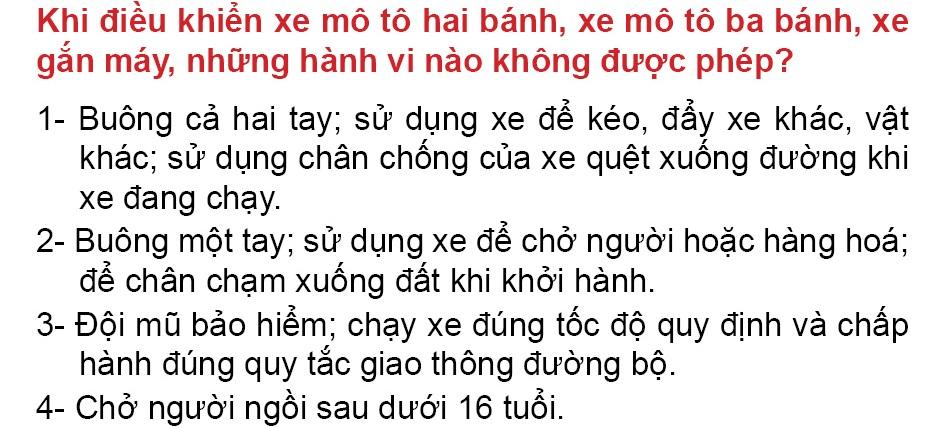 Khi điều khiển xe mô tô hai bánh, xe mô tô ba bánh, xe
gắn máy, những hành vi nào không được phép?
1- Buông cả hai tay; sử dụng xe để kéo, đẩy xe khác, vật
khác; sử dụng chân chống của xe quệt xuống đường khi
xe đang chạy.
2- Buông một tay; sử dụng xe để chở người hoặc hàng hoá;
để chân chạm xuống đất khi khởi hành.
3- Đội mũ bảo hiểm; chạy xe đúng tốc độ quy định và chấp
hành đúng quy tắc giao thông đường bộ.
4- Chở người ngồi sau dưới 16 tuổi.